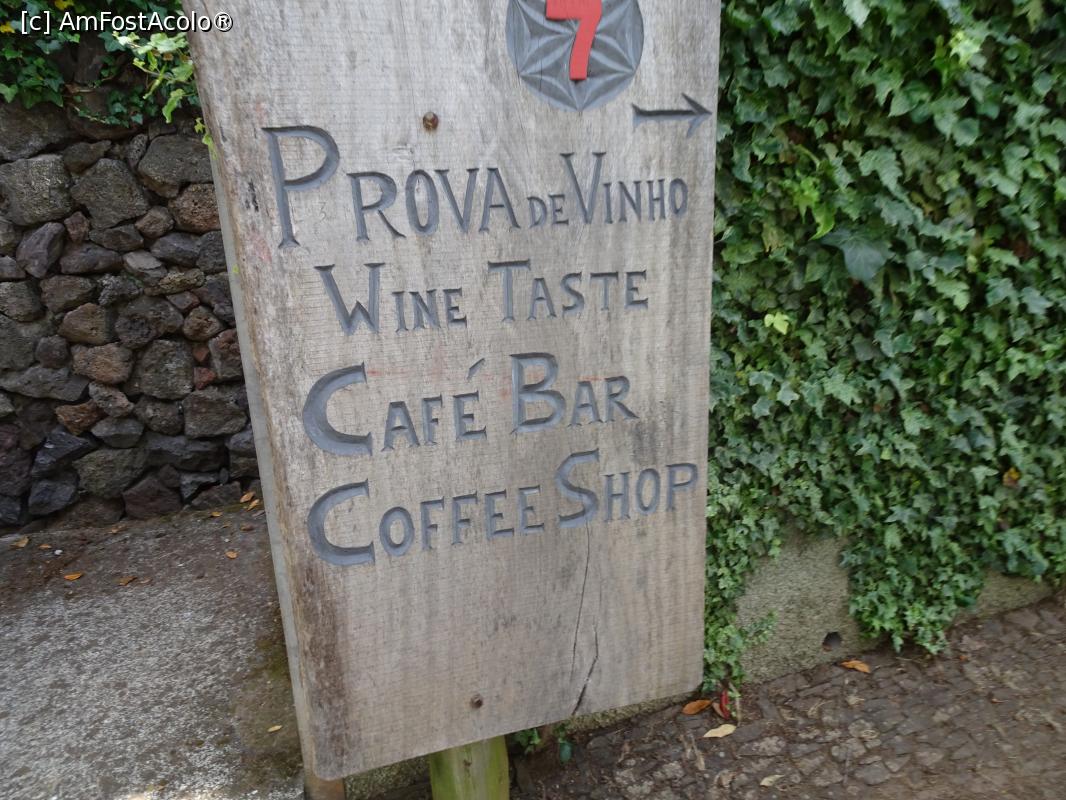 [c] AmFostAcolo®
7
PROVA DE VINHO
WINE TASTE
CAFÉ BAR
COFFEE SHOP